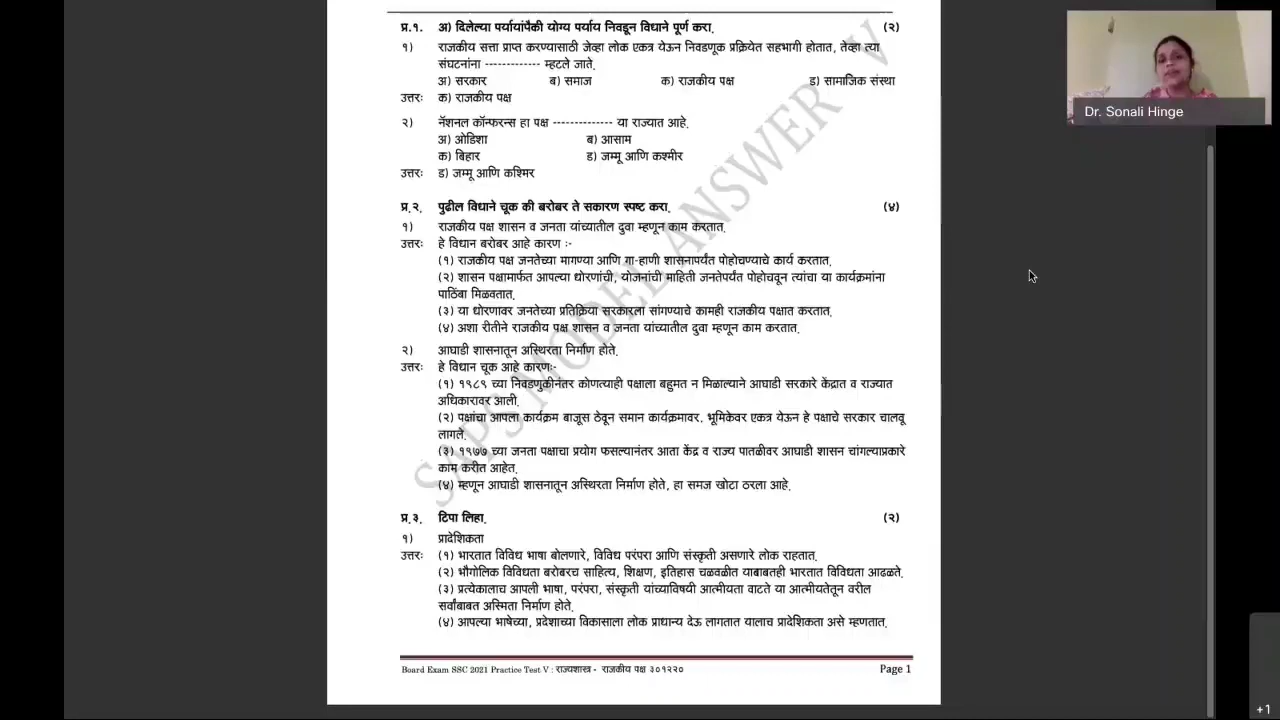 प्र.१. अ) दिलेल्या पर्यायांपैकी योग्य पर्याय निवडून विधाने पूर्ण करा. (२)
१) राजकीय सत्ता प्राप्त करण्यासाठी जेव्हा लोक एकत्र येऊन निवडणूक प्रक्रियेत सहभागी होतात, तेव्हा त्या
संघटनांना ------------- म्हटले जाते.
अ) सरकार ब) समाज क) राजकीय पक्ष ड) सामाजिक संस्था
उत्तरः क) राजकीय पक्ष
२) नॅशनल कॉन्फरन्स हा पक्ष -------------- या राज्यात आहे.
अ) ओडिशा ब) आसाम
क) बिहार ड) जम्मू आणि कश्मीर
उत्तरः ड) जम्मू आणि कश्मिर
प्र.२. पुढील विधाने चूक की बरोबर ते सकारण स्पष्ट करा. (४)
१) राजकीय पक्ष शासन व जनता यांच्यातील दुवा म्हणून काम करतात.
उत्तरः हे विधान बरोबर आहे कारण :-
(१) राजकीय पक्ष जनतेच्या मागण्या आणि गा-हाणी शासनापर्यंत पोहोचण्याचे कार्य करतात.
(२) शासन पक्षामार्फत आपल्या धोरणांची, योजनांची माहिती जनतेपर्यंत पोहोचवून त्यांचा या कार्यक्रमांना
पाठिंबा मिळवतात.
(३) या धोरणावर जनतेच्या प्रतिक्रिया सरकारला सांगण्याचे कामही राजकीय पक्षात करतात.
(४) अशा रीतीने राजकीय पक्ष शासन व जनता यांच्यातील दुवा म्हणून काम करतात.
२) आघाडी शासनातून अस्थिरता निर्माण होते.
उत्तरः हे विधान चूक आहे कारणः-
(१) १९८९ च्या निवडणुकीनंतर कोणत्याही पक्षाला बहुमत न मिळाल्याने आघाडी सरकारे केंद्रात व राज्यात
अधिकारावर आली.
(२) पक्षांचा आपला कार्यक्रम बाजूस ठेवून समान कार्यक्रमावर, भूमिकेवर एकत्र येऊन हे पक्षाचे सरकार चालवू
लागले.
(३) १९७७ च्या जनता पक्षाचा प्रयोग फसल्यानंतर आता केंद्र व राज्य पातळीवर आघाडी शासन चांगल्याप्रकारे
काम करीत आहेत.
(४) म्हणून आघाडी शासनातून अस्थिरता निर्माण होते, हा समज खोटा ठरला आहे.
प्र.३. टिपा लिहा. (२)
१) प्रादेशिकता
उत्तरः (१) भारतात विविध भाषा बोलणारे, विविध परंपरा आणि संस्कृती असणारे लोक राहतात.
(२) भौगोलिक विविधता बरोबरच साहित्य, शिक्षण, इतिहास चळवळीत याबाबतही भारतात विविधता आढळते.
(३) प्रत्येकालाच आपली भाषा, परंपरा, संस्कृती यांच्याविषयी आत्मीयता वाटते या आत्मीयतेतून वरील
सर्वांबाबत अस्मिता निर्माण होते.
(४) आपल्या भाषेच्या, प्रदेशाच्या विकासाला लोक प्राधान्य देऊ लागतात यालाच प्रादेशिकता असे म्हणतात.
Board Exam SSC 2021 Practice Test V : राज्यशास्त्र - राजकीय पक्ष ३०१२२० Page 1
SAPS MODEL ANSWER V
Dr. Sonali Hinge
+1